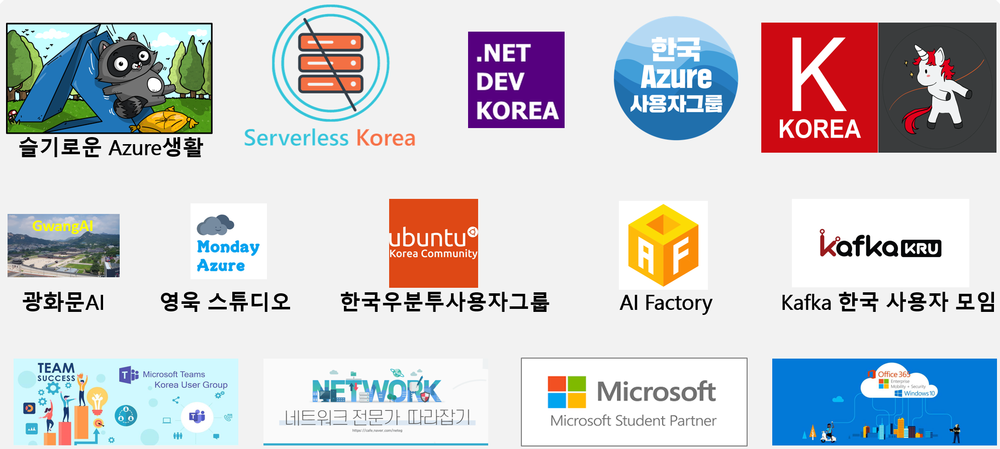 슬기로운 Azure생활
Serverless Korea
.NET
DEV
KOREA
한국
Azure
사용자그룹
K
KOREA
GwangAI
광화문AI
Monday
Azure
영욱 스튜디오
ubuntu
Korea Community
한국우분투사용자그룹
A F
AI Factory
kafka KRU
Kafka 한국 사용자 모임
TEAM
SUCCESS
T
Microsoft Teams
Korea User Group
T
NETWORK
네트워크 전문가 따라잡기
https://cafe.naver.com/neteg
Microsoft
Microsoft Student Partner
Office 365
Enterprise
Mobility + Security
Windows 10